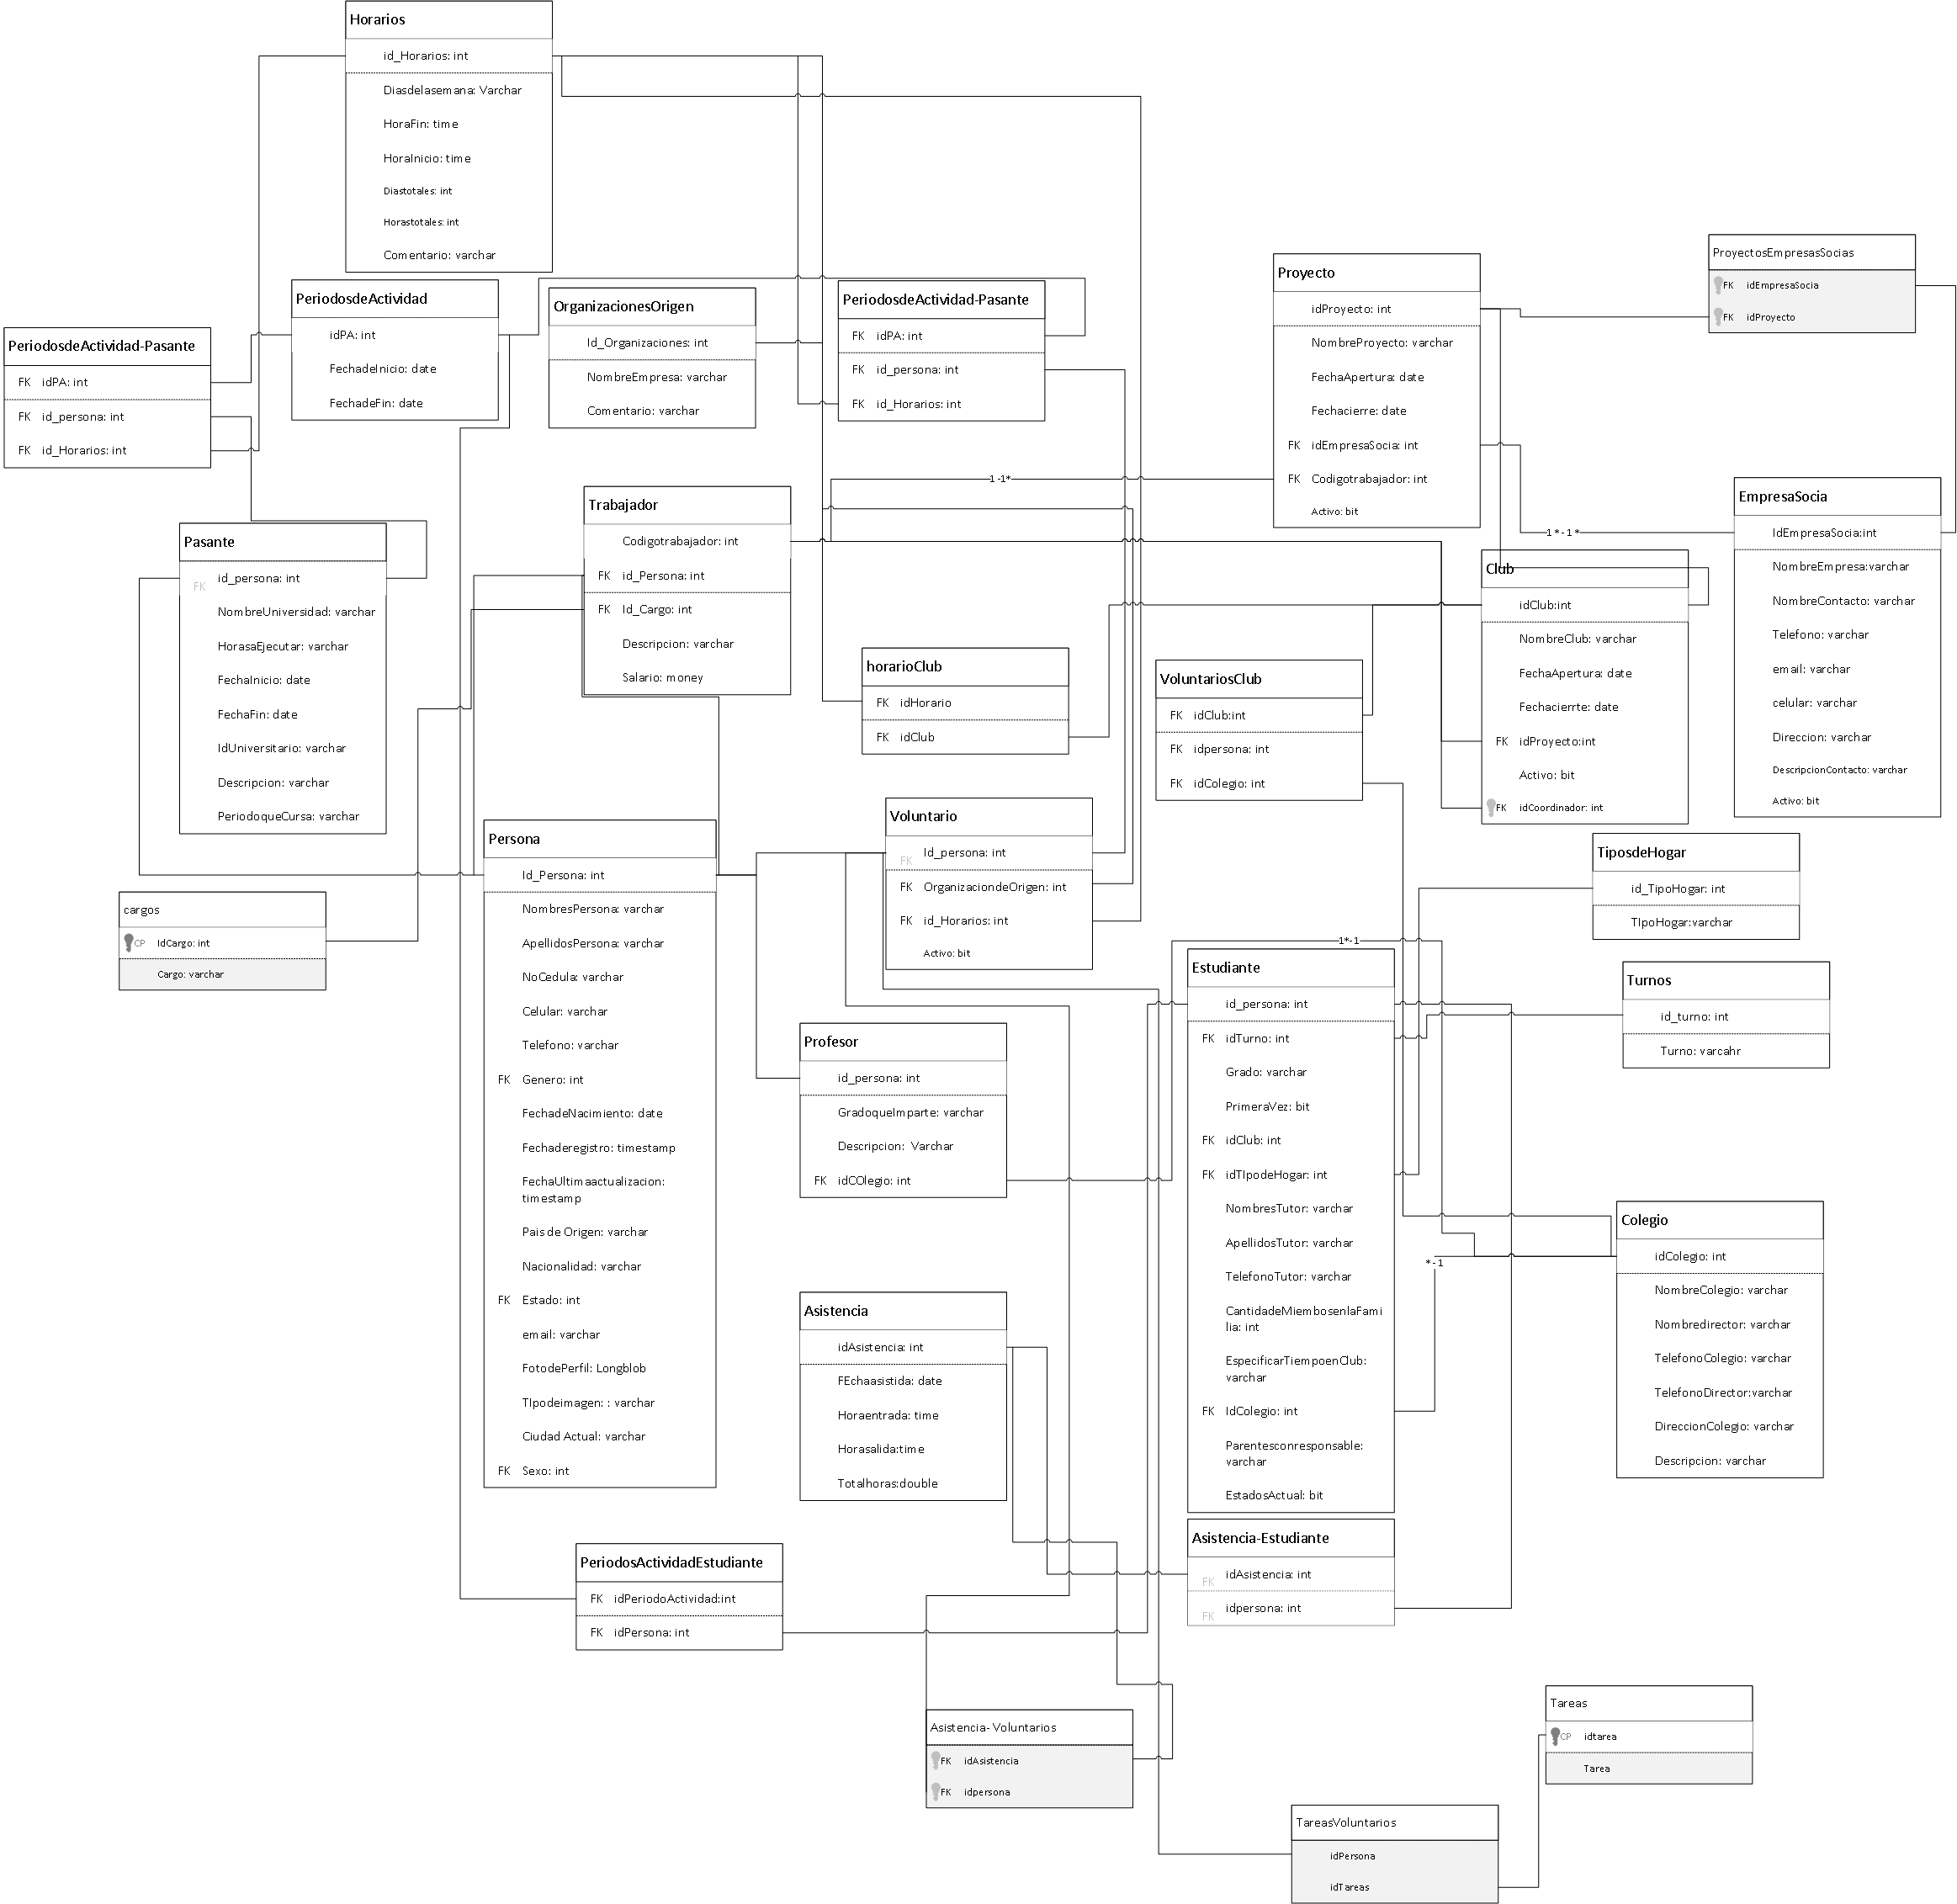 Horarios
id_Horarios: int
Diasdelasemana: Varchar
HoraFin: time
HoraInicio: time
Diastotales: int
Horastotales: int
Comentario: varchar
PeriodosdeActividad
idPA: int
FechadeInicio: date
FechadeFin: date
OrganizacionesOrigen
Id_Organizaciones: int
NombreEmpresa: varchar
Comentario: varchar
PeriodosdeActividad-Pasante
FK idPA: int
FK id_persona: int
FK id_Horarios: int
PeriodosdeActividad-Pasante
FK idPA: int
FK id_persona: int
FK id_Horarios: int
Proyecto
idProyecto: int
NombreProyecto: varchar
FechaApertura: date
Fechacierre: date
FK idEmpresaSocia: int
FK Codigotrabajador: int
Activo: bit
ProyectosEmpresasSocias
FK idEmpresaSocia
FK idProyecto
1 -1*
1 * - 1 *
EmpresaSocia
IdEmpresaSocia:int
NombreEmpresa:varchar
NombreContacto: varchar
Telefono: varchar
email: varchar
celular: varchar
Direccion: varchar
DescripcionContacto: varchar
Activo: bit
Trabajador
Codigotrabajador: int
FK id_Persona: int
FK Id_Cargo: int
Descripcion: varchar
Salario: money
Pasante
FK id_persona: int
NombreUniversidad: varchar
HorasaEjecutar: varchar
FechaInicio: date
FechaFin: date
IdUniversitario: varchar
Descripcion: varchar
PeriodoqueCursa: varchar
Club
idClub:int
NombreClub: varchar
FechaApertura: date
Fechacierrte: date
FK idProyecto:int
Activo: bit
FK idCoordinador: int
horarioClub
FK idHorario
FK idClub
VoluntariosClub
FK idClub:int
FK idpersona: int
FK idColegio: int
Voluntario
FK Id_persona: int
FK OrganizaciondeOrigen: int
FK id_Horarios: int
Activo: bit
Persona
Id_Persona: int
NombresPersona: varchar
ApellidosPersona: varchar
NoCedula: varchar
Celular: varchar
Telefono: varchar
FK Genero: int
FechadeNacimiento: date
Fechaderegistro: timestamp
FechaUltimaactualizacion:
timestamp
Pais de Origen: varchar
Nacionalidad: varchar
FK Estado: int
email: varchar
FotodePerfil: Longblob
TIpodeimagen: : varchar
Ciudad Actual: varchar
FK Sexo: int
cargos
CP IdCargo: int
Cargo: varchar
TiposdeHogar
id_TipoHogar: int
TIpoHogar:varchar
1*-1
Turnos
id_turno: int
Turno: varcahr
Estudiante
id_persona: int
FK idTurno: int
Grado: varchar
PrimeraVez: bit
FK idClub: int
FK idTIpodeHogar: int
NombresTutor: varchar
ApellidosTutor: varchar
TelefonoTutor: varchar
CantidadeMiembosenlaFami
lia: int
EspecificarTiempoenClub:
varchar
FK IdColegio: int
Parentesconresponsable:
varchar
EstadosActual: bit
Profesor
id_persona: int
GradoqueImparte: varchar
Descripcion: Varchar
FK idCOlegio: int
*-1
Colegio
idColegio: int
NombreColegio: varchar
Nombredirector: varchar
TelefonoColegio: varchar
TelefonoDirector:varchar
DireccionColegio: varchar
Descripcion: varchar
Asistencia
idAsistencia: int
FEchaasistida: date
Horaentrada: time
Horasalida:time
Totalhoras:double
Asistencia-Estudiante
FK idAsistencia: int
FK idpersona: int
PeriodosActividadEstudiante
FK idPeriodoActividad:int
FK idPersona: int
Asistencia- Voluntarios
FK idAsistencia
FK idpersona
Tareas
CP idtarea
Tarea
TareasVoluntarios
idPersona
idTareas